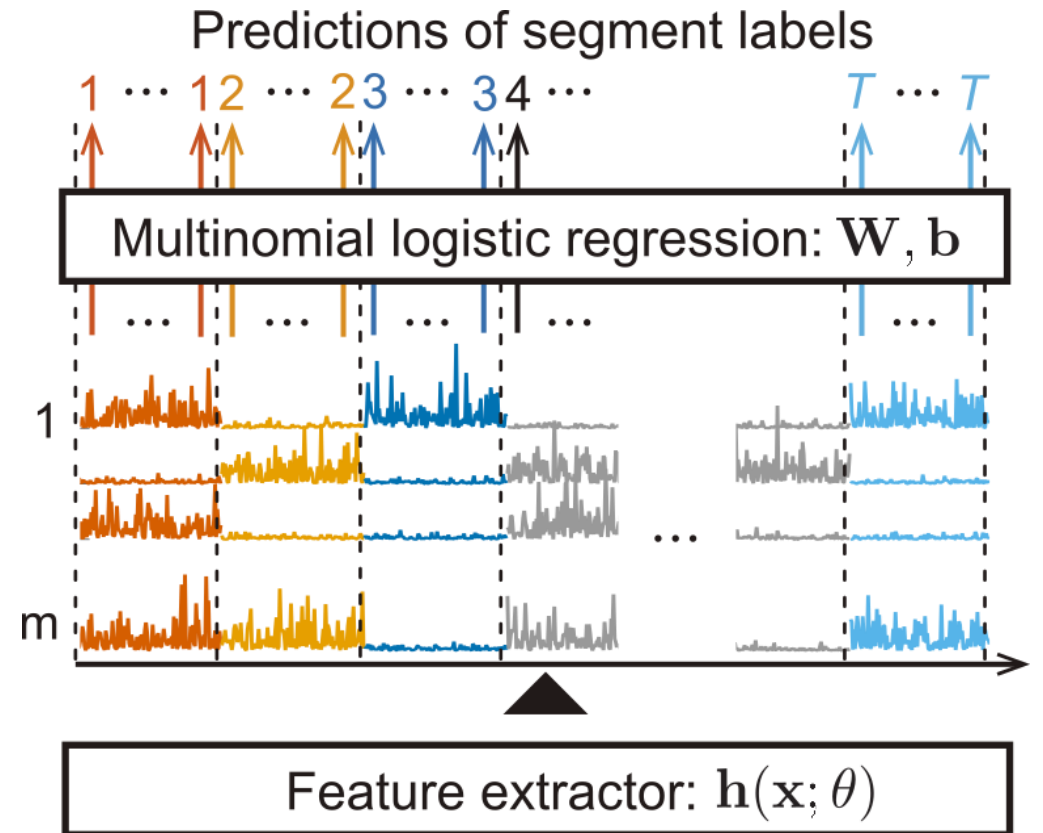 Predictions of segment labels
1 ··· 1 2 ··· 2 3 ··· 3 4 ··· T ··· T
Multinomial logistic regression: W, b
··· ··· ··· ··· ···
1
···
m
Feature extractor: h(x; θ)